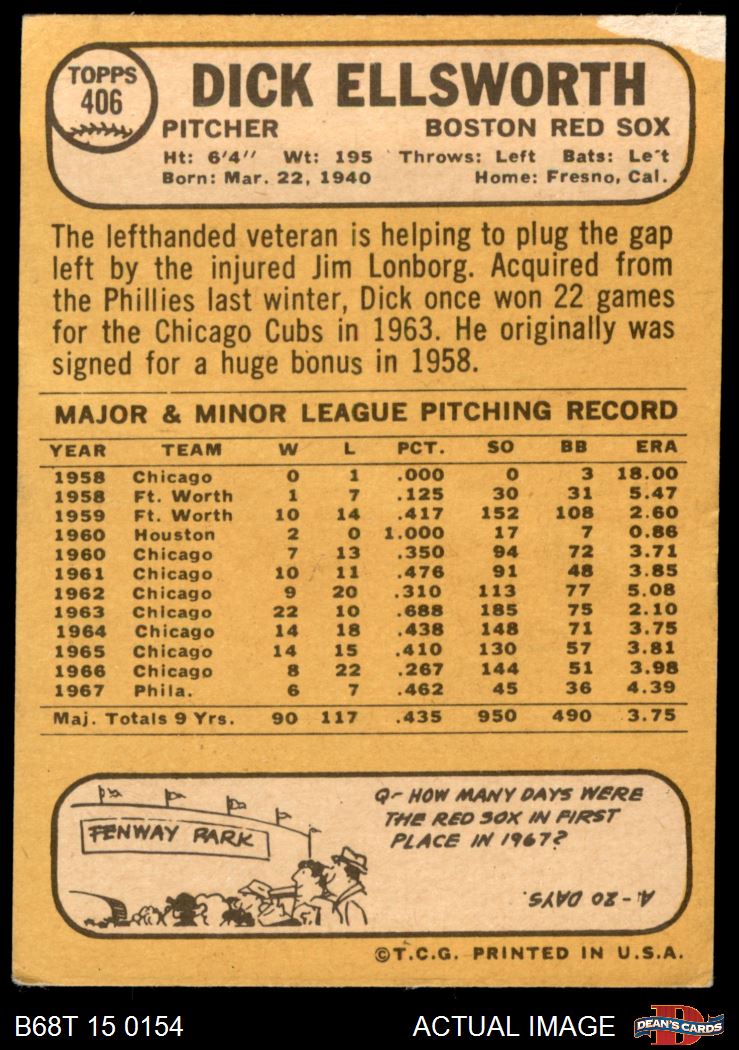 TOPPS
406
DICK ELLSWORTH
PITCHER BOSTON RED SOX
Ht: 6'4" Wt: 195 Throws: Left Bats: Le't
Born: Mar. 22, 1940 Home: Fresno, Cal.
The lefthanded veteran is helping to plug the gap
left by the injured Jim Lonborg. Acquired from
the Phillies last winter, Dick once won 22 games
for the Chicago Cubs in 1963. He originally was
signed for a huge bonus in 1958.
MAJOR & MINOR LEAGUE PITCHING RECORD
YEAR TEAM W L PCT. SO BB ERA
1958 Chicago 0 1 .000 0 3 18.00
1958 Ft. Worth 1 7 .125 30 31 5.47
1959 Ft. Worth 10 14 .417 152 108 2.60
1960 Houston 2 0 1.000 17 7 0.86
1960 Chicago 7 13 .350 94 72 3.71
1961 Chicago 10 11 .476 91 48 3.85
1962 Chicago 9 20 .310 113 77 5.08
1963 Chicago 22 10 .688 185 75 2.10
1964 Chicago 14 18 .438 148 71 3.75
1965 Chicago 14 15 .410 130 57 3.81
1966 Chicago 8 22 .267 144 51 3.98
1967 Phila. 6 7 .462 45 36 4.39
Maj. Totals 9 Yrs. 90 117 .435 950 490 3.75
FENWAY PARK
Q- HOW MANY DAYS WERE
THE RED SOX IN FIRST
PLACE IN 1967?
A- 20 DAYS.
©T.C.G. PRINTED IN U.S.A.
B68T 15 0154 ACTUAL IMAGE
D
DEAN'S CARDS